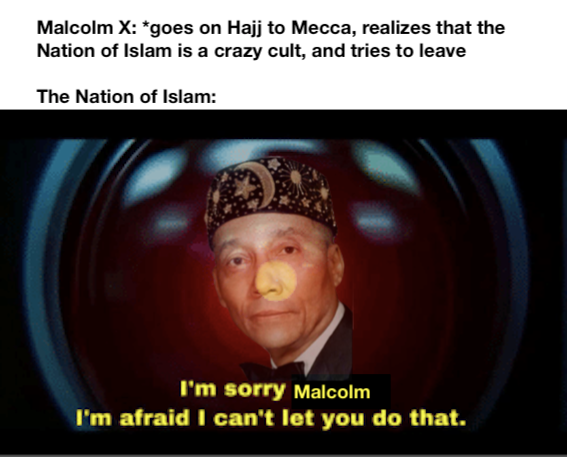 Malcolm X: *goes on Hajj to Mecca, realizes that the
Nation of Islam is a crazy cult, and tries to leave
The Nation of Islam:
I'm sorry Malcolm
I'm afraid I can't let you do that.